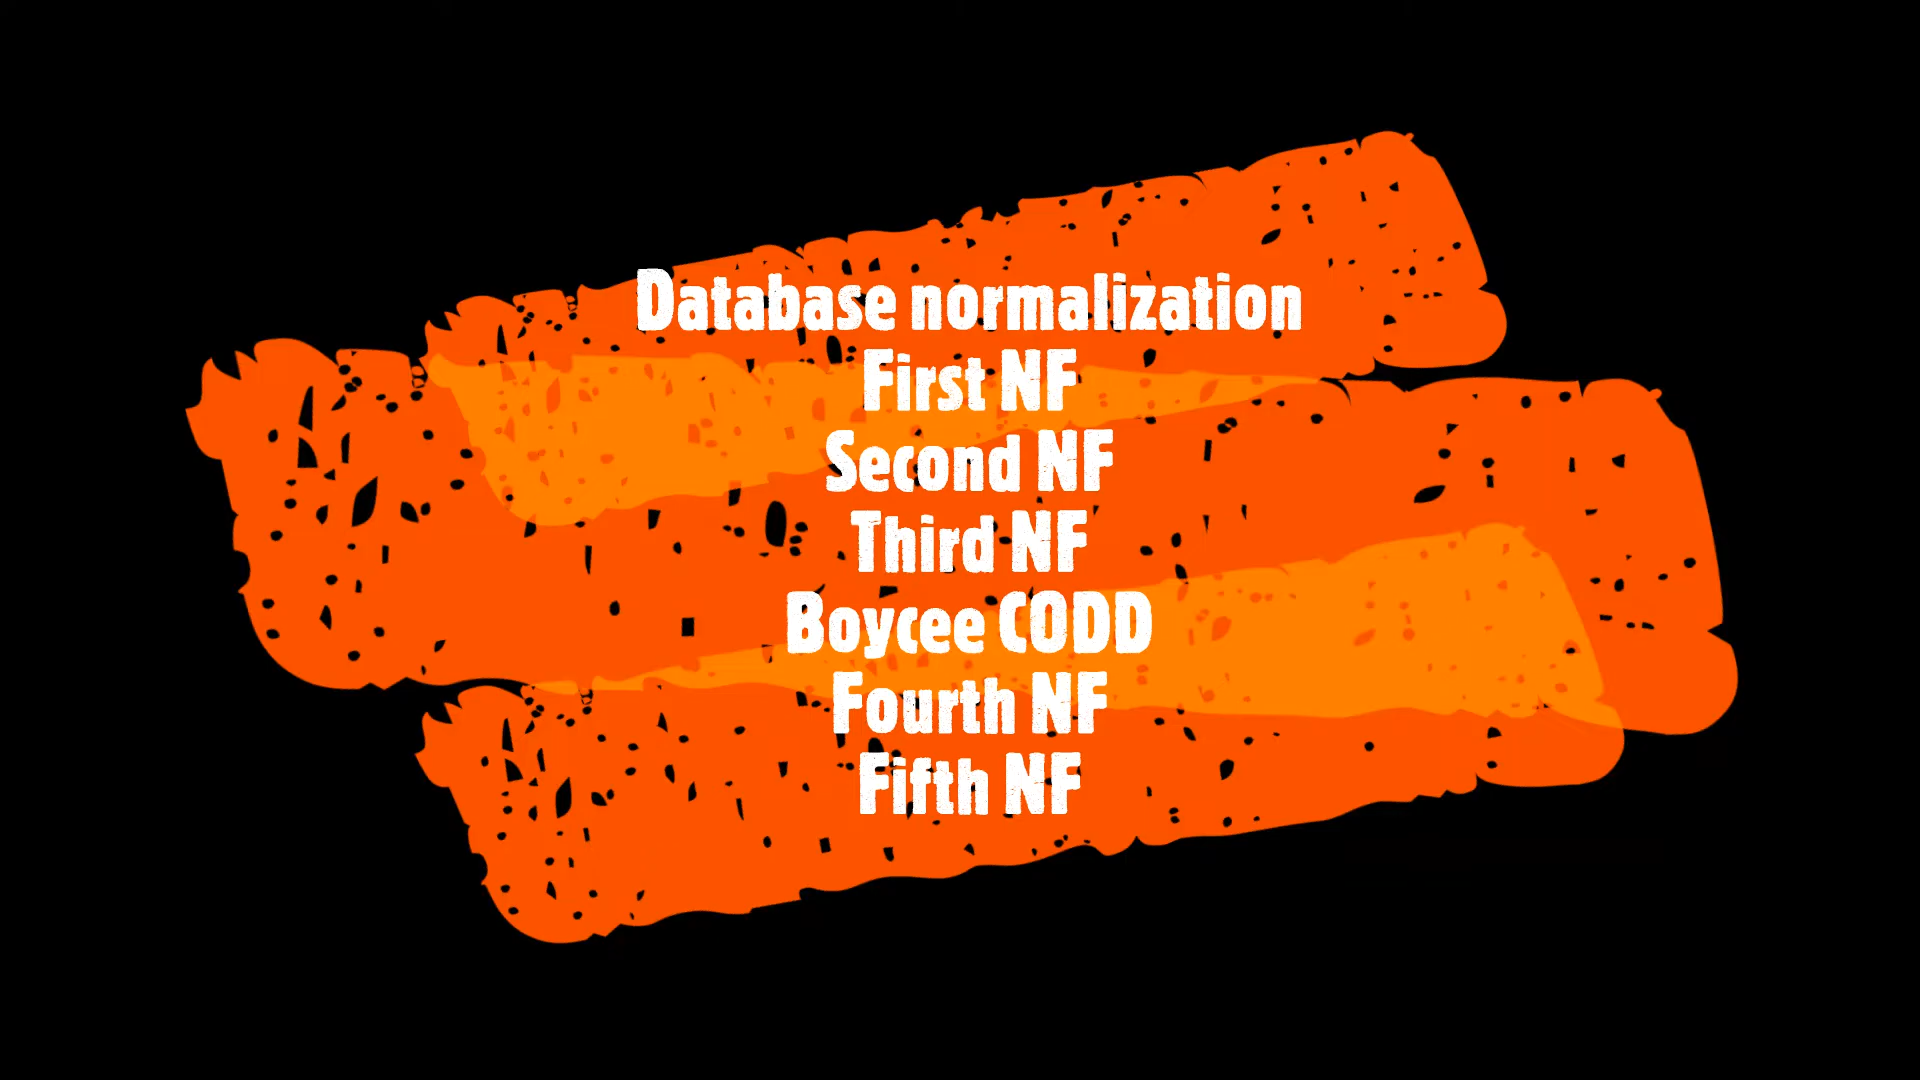 Database normalization
First NF
Second NF
Third NF
Boycee CODD
Fourth NF
Fifth NF